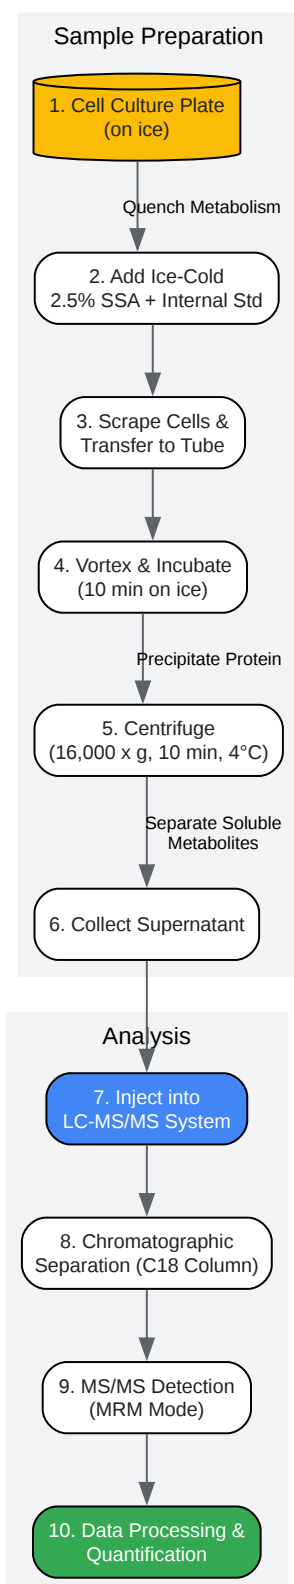 Sample Preparation
1. Cell Culture Plate
(on ice)
Quench Metabolism
2. Add Ice-Cold
2.5% SSA + Internal Std
3. Scrape Cells &
Transfer to Tube
4. Vortex & Incubate
(10 min on ice)
Precipitate Protein
5. Centrifuge
(16,000 x g, 10 min, 4°C)
Separate Soluble
Metabolites
6. Collect Supernatant
Analysis
7. Inject into
LC-MS/MS System
8. Chromatographic
Separation (C18 Column)
9. MS/MS Detection
(MRM Mode)
10. Data Processing &
Quantification